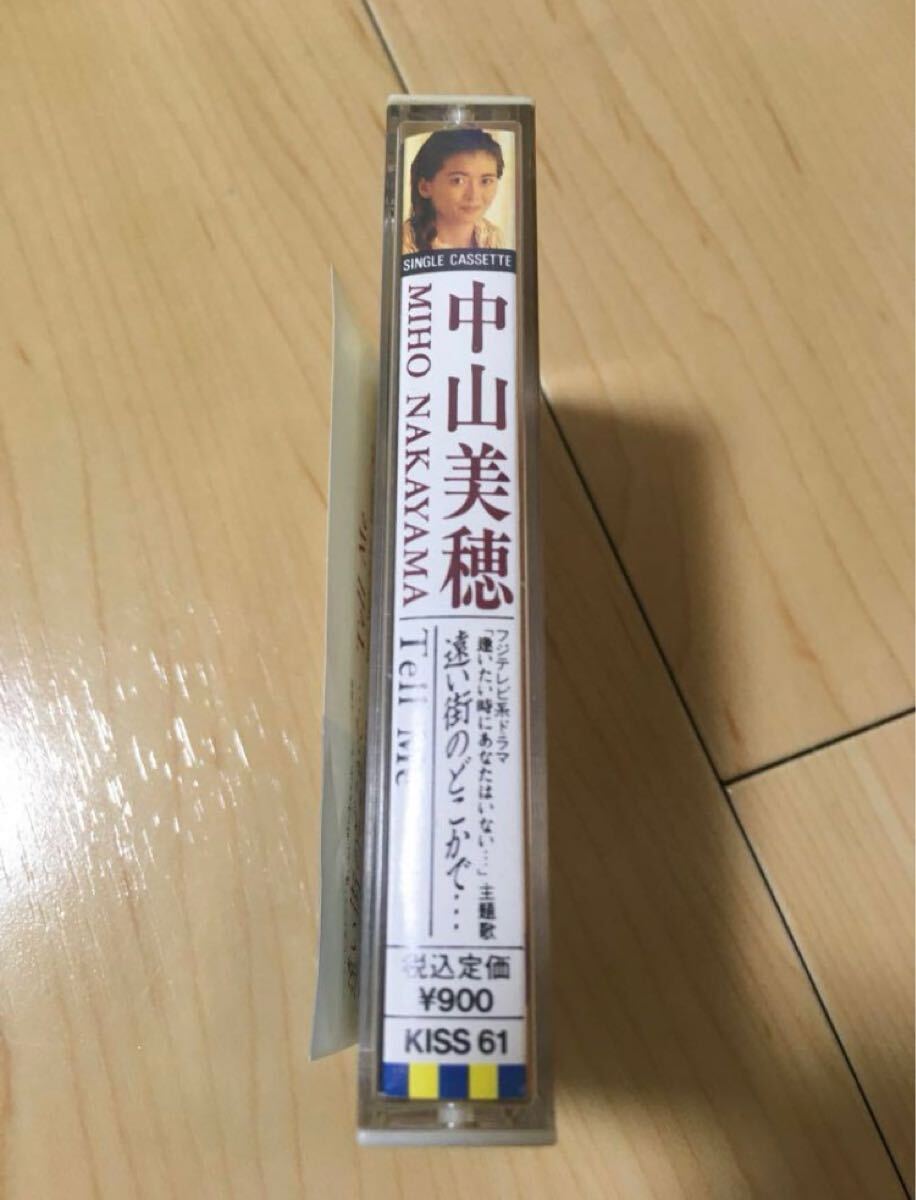 SINGLE CASSETTE
中山美穂
MIHO NAKAYAMA
フジテレビ系ドラマ
「逢いたい時にあなたはいない…」主題歌
遠い街のどこかで…
Tell Me
税込定価
¥900
KISS 61